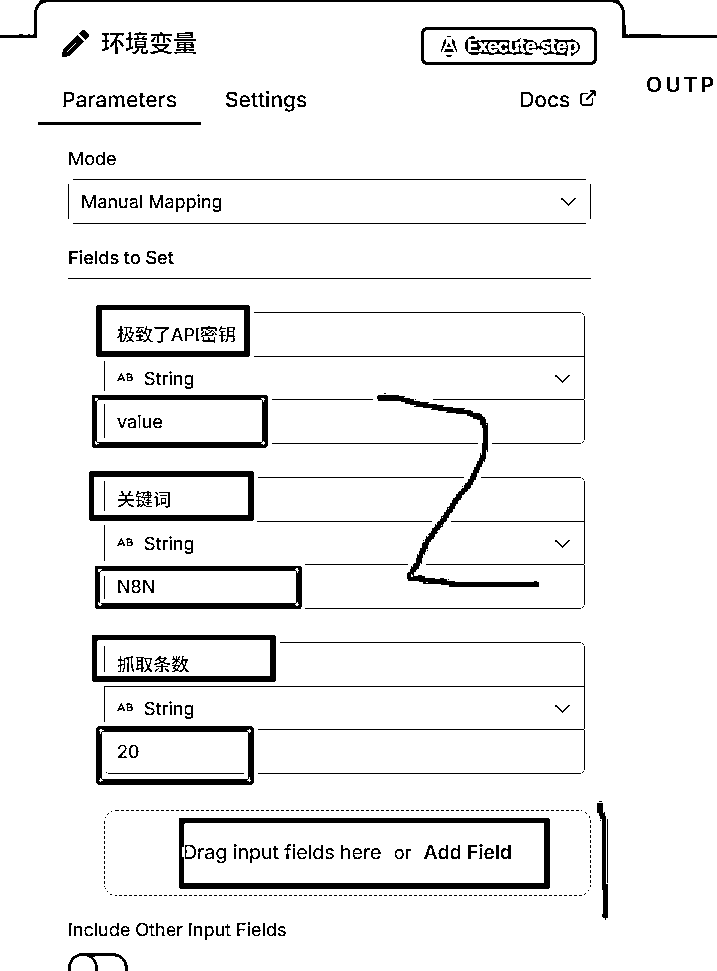 环境变量
Execute step
OUTP
Parameters
Settings
Docs
Mode
Manual Mapping
Fields to Set
极致了API密钥
AB String
value
关键词
AB String
N8N
抓取条数
AB String
20
Drag input fields here or Add Field
Include Other Input Fields